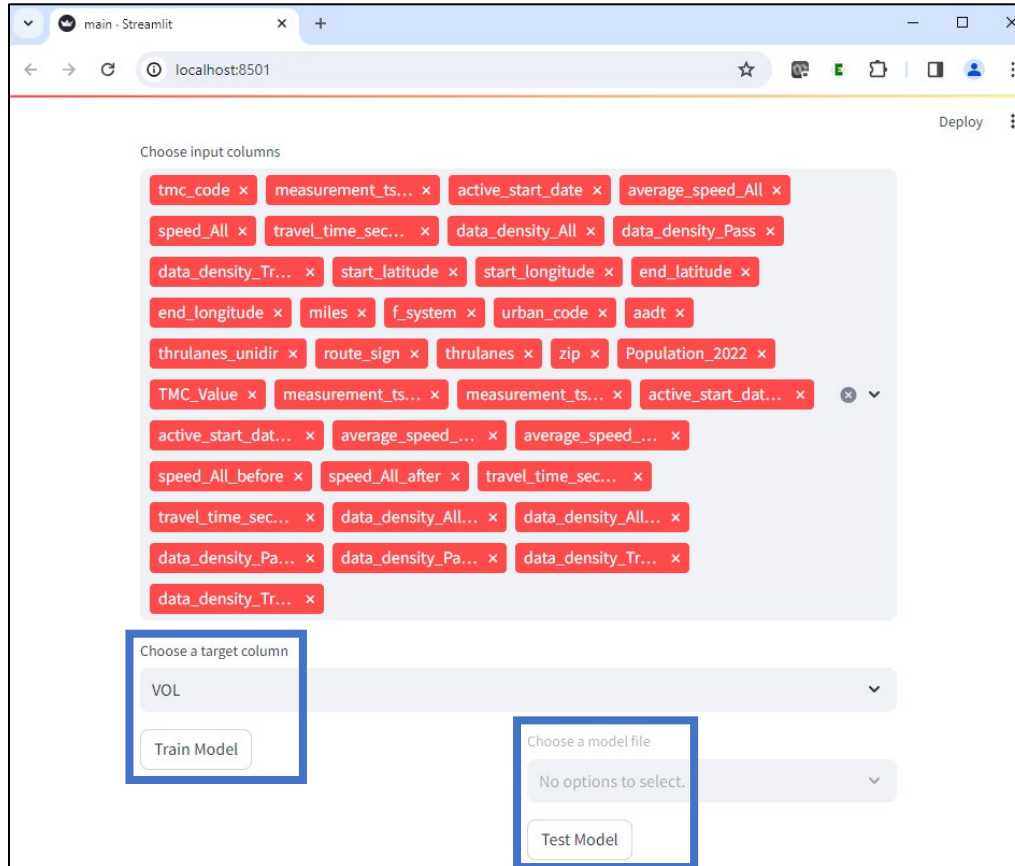 main · Streamlit
localhost:8501
Deploy
Choose input columns
tmc_code × measurement_ts... × active_start_date × average_speed_All ×
speed_All × travel_time_sec... × data_density_All × data_density_Pass ×
data_density_Tr... × start_latitude × start_longitude × end_latitude ×
end_longitude × miles × f_system × urban_code × aadt ×
thrulanes_unidir × route_sign × thrulanes × zip × Population_2022 ×
TMC_Value × measurement_ts... × measurement_ts... × active_start_dat... ×
active_start_dat... × average_speed_... × average_speed_... ×
speed_All_before × speed_All_after × travel_time_sec... ×
travel_time_sec... × data_density_All... × data_density_All... ×
data_density_Pa... × data_density_Pa... × data_density_Tr... ×
data_density_Tr... ×
Choose a target column
VOL
Train Model
Choose a model file
No options to select.
Test Model